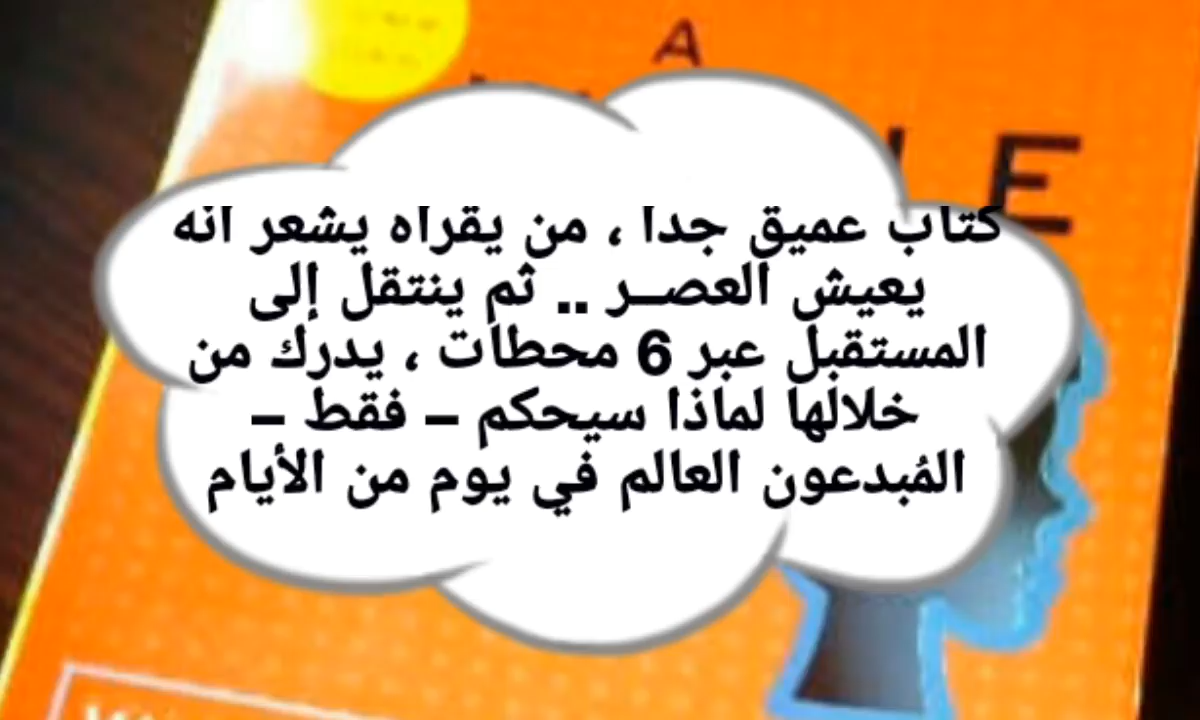 A
E
كتاب عميق جدا ، من يقراه يشعر انه
يعيش العصــر .. ثم ينتقل إلى
المستقبل عبر 6 محطات ، يدرك من
خلالها لماذا سيحكم – فقط –
المُبدعون العالم في يوم من الأيام